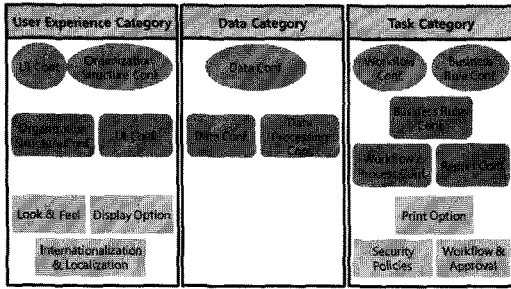 User Experience Category
Data Category
Task Category
UI Conf.
Organization
Structure Conf.
Data Conf.
Workflow
Conf.
Business
Rule Conf.
Business Rule
Conf.
Organization
Structure Conf.
UI Conf.
Data Conf.
Data
Processing
Conf.
Workflow /
Process Conf.
Report Conf.
Look & Feel
Display Option
Print Option
Internationalization
& Localization
Security
Policies
Workflow &
Approval